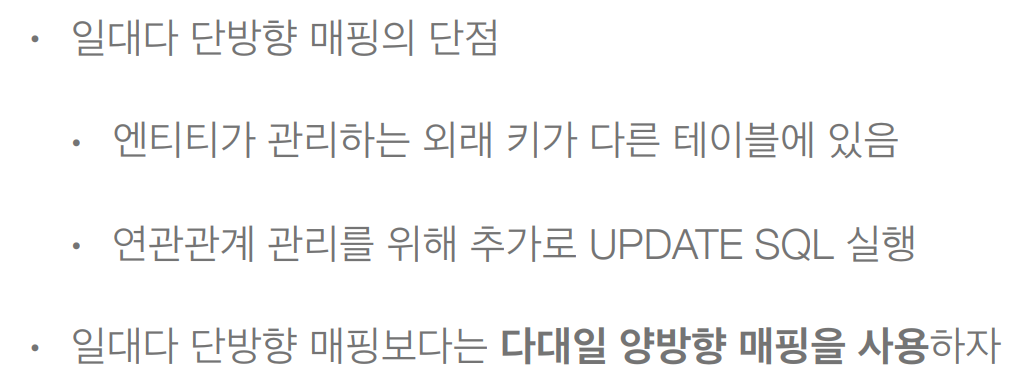 • 일대다 단방향 매핑의 단점
• 엔티티가 관리하는 외래 키가 다른 테이블에 있음
• 연관관계 관리를 위해 추가로 UPDATE SQL 실행
• 일대다 단방향 매핑보다는 다대일 양방향 매핑을 사용하자